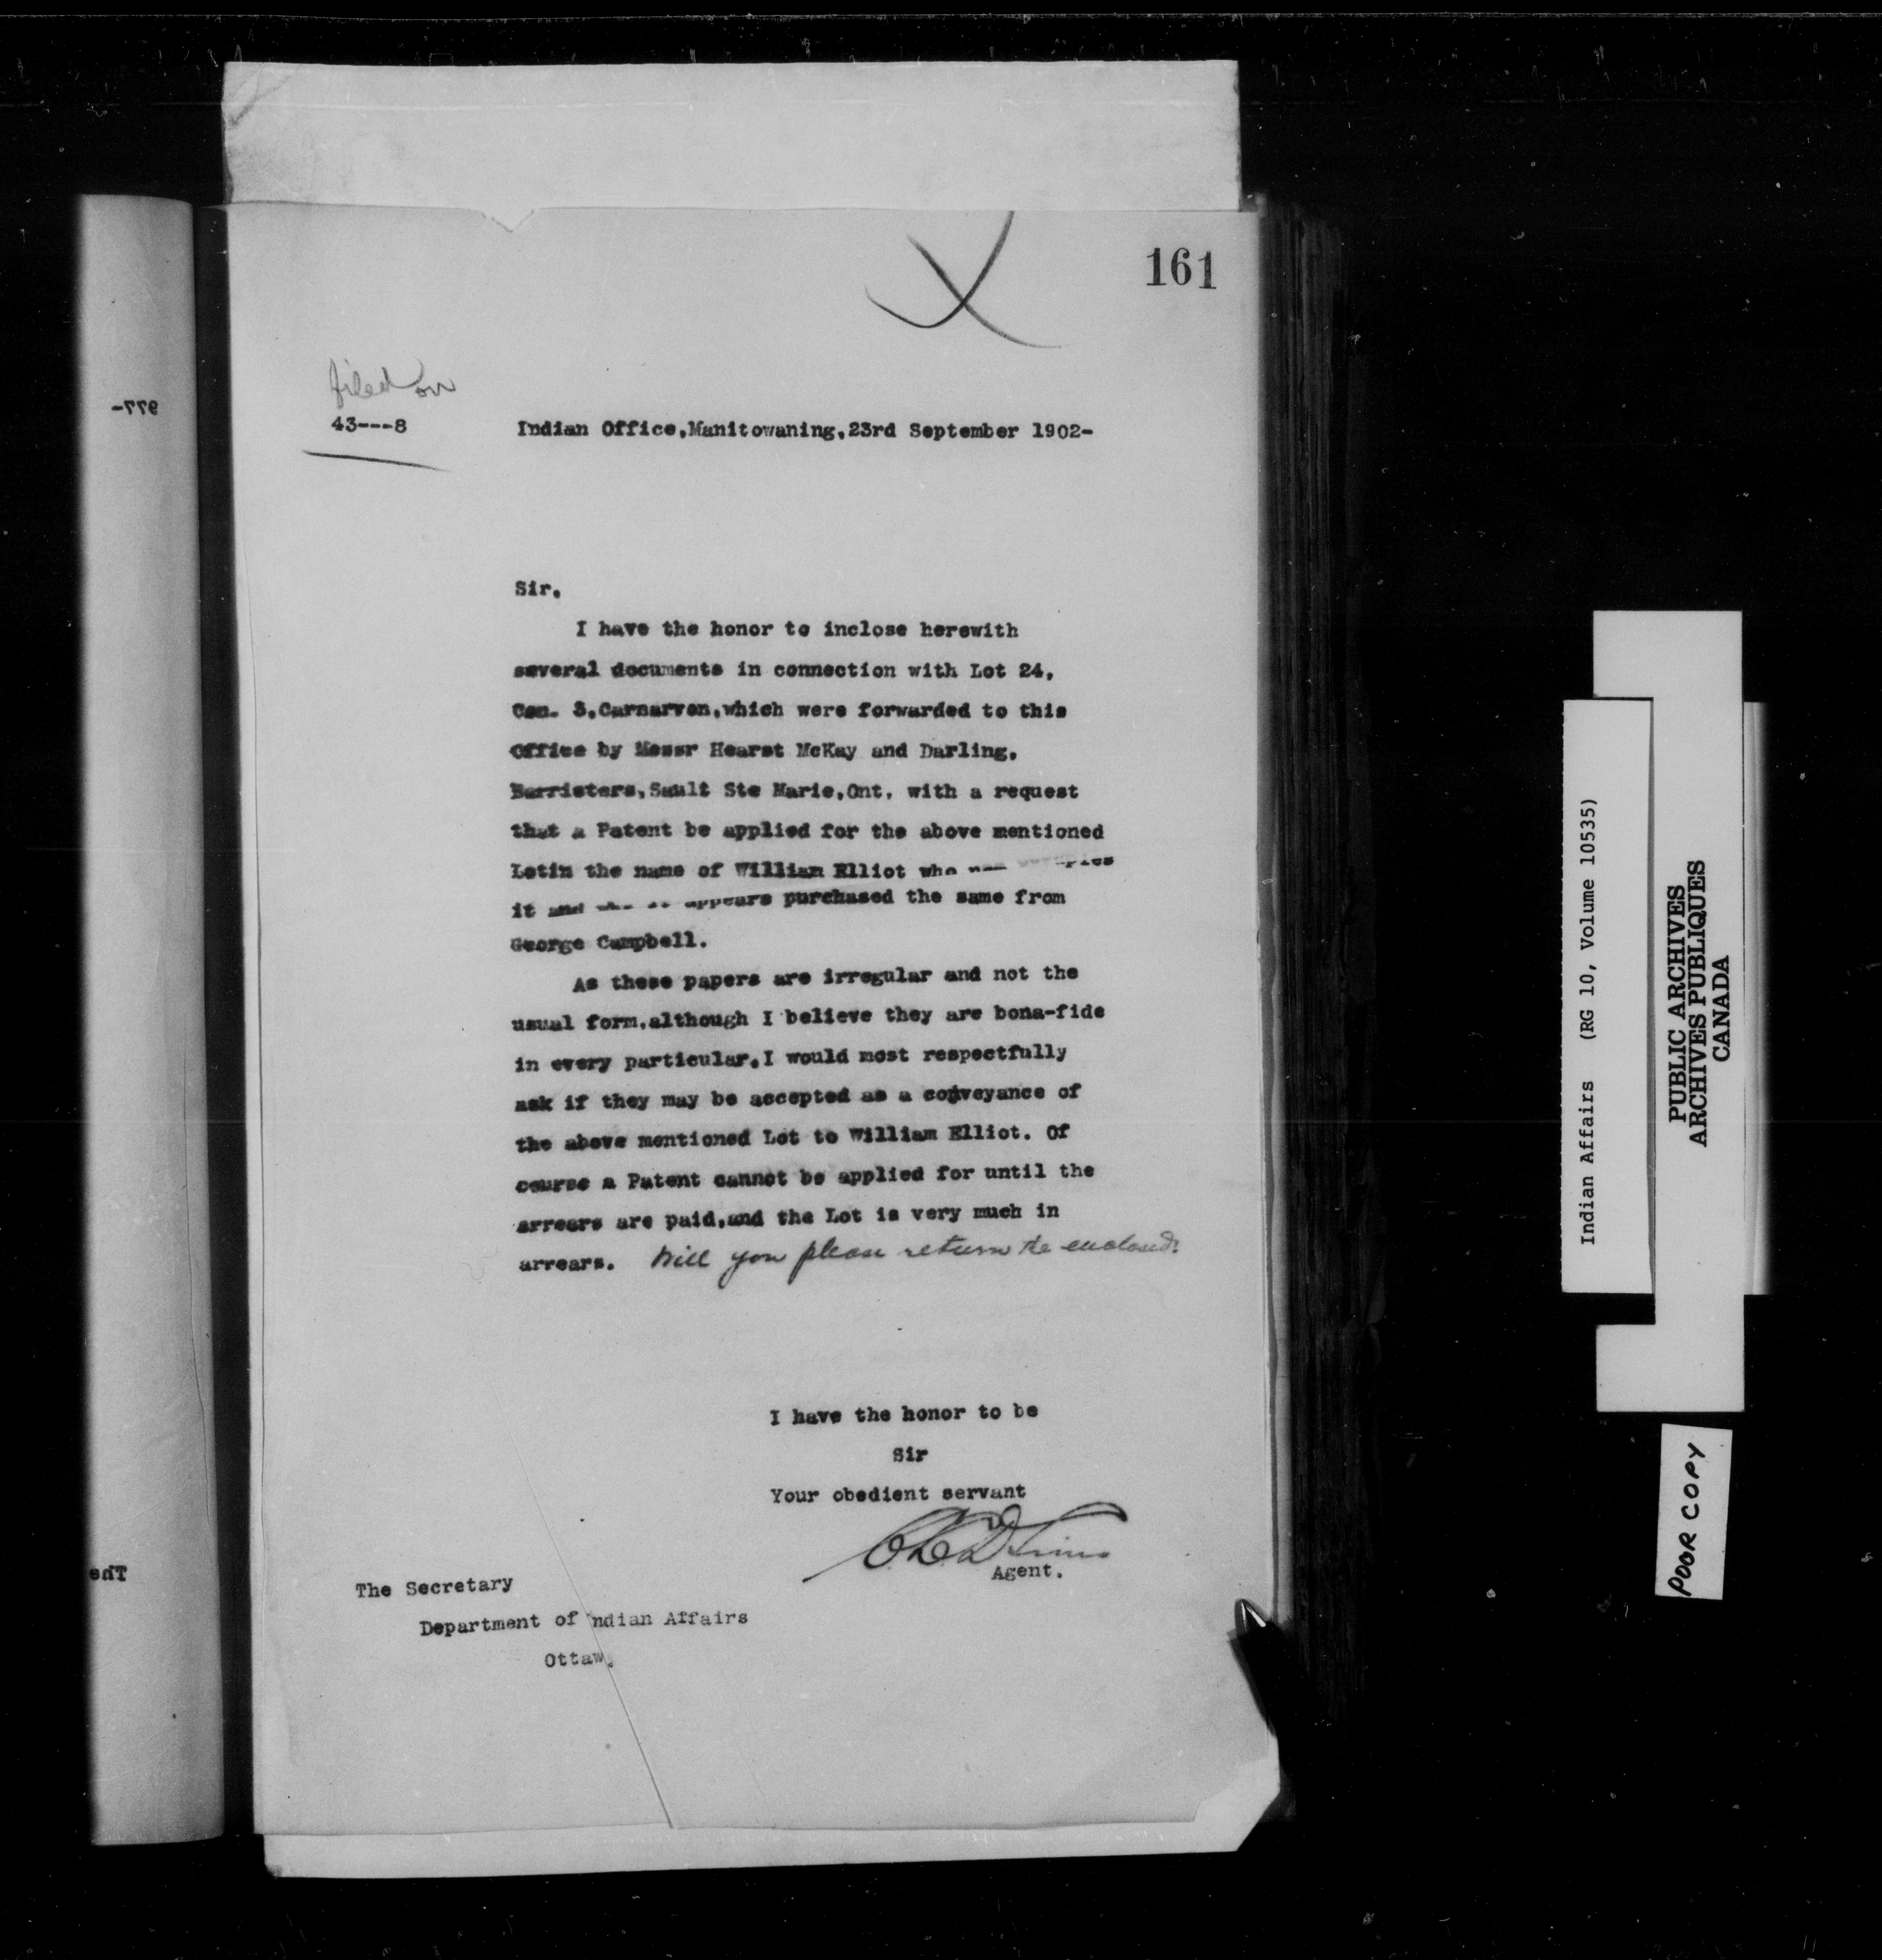 161
filed on
43---8
Indian Office,Manitowaning,23rd September 1902-
Sir,
I have the honor to inclose herewith
several documents in connection with Lot 24,
Con. 3,Carnarvon,which were forwarded to this
Office by Messr Hearst McKay and Darling,
Barristers,Sault Ste Marie,Ont. with a request
that a Patent be applied for the above mentioned
Lotin the name of William Elliot who
it and appears purchased the same from
George Campbell.
As these papers are irregular and not the
usual form,although I believe they are bona-fide
in every particular,I would most respectfully
ask if they may be accepted as a conveyance of
the above mentioned Lot to William Elliot. Of
course a Patent cannot be applied for until the
arrears are paid,and the Lot is very much in
arrears. Will you please return the enclosed.
I have the honor to be
Sir
Your obedient servant
Agent.
The Secretary
Department of Indian Affairs
Ottaw.
977-
The
Indian Affairs (RG 10, Volume 10535)
PUBLIC ARCHIVES
ARCHIVES PUBLIQUES
CANADA
POOR COPY